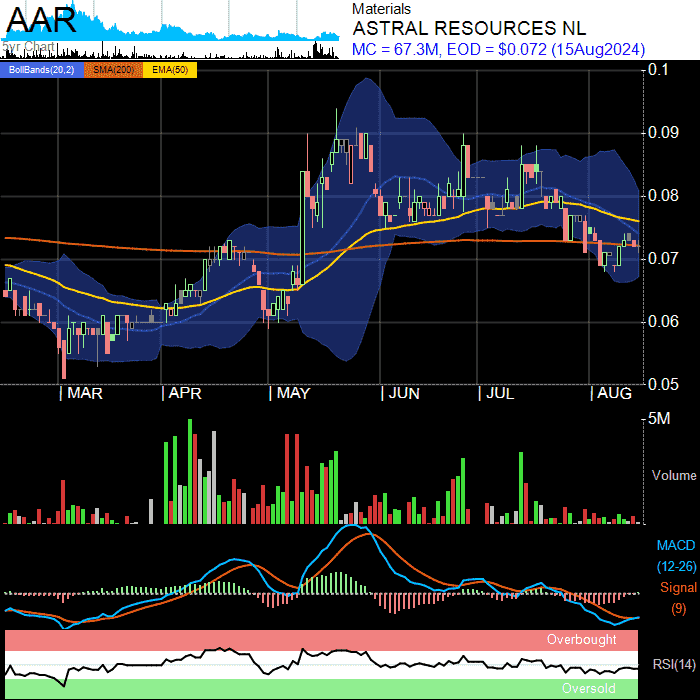 AAR
5yr Chart
Materials
ASTRAL RESOURCES NL
MC = 67.3M, EOD = $0.072 (15Aug2024)
BollBands(20,2) SMA(200) EMA(50)
0.1
0.09
0.08
0.07
0.06
0.05
MAR APR MAY JUN JUL AUG
5M
Volume
MACD
(12-26)
Signal
(9)
Overbought
RSI(14)
Oversold